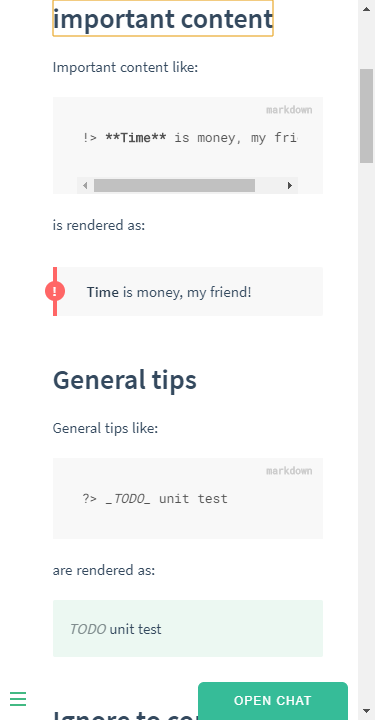 important content
Important content like:
markdown
!> **Time** is money, my frie
is rendered as:
!
Time is money, my friend!
General tips
General tips like:
markdown
?> _TODO_ unit test
are rendered as:
TODO unit test
OPEN CHAT
Ignore to co